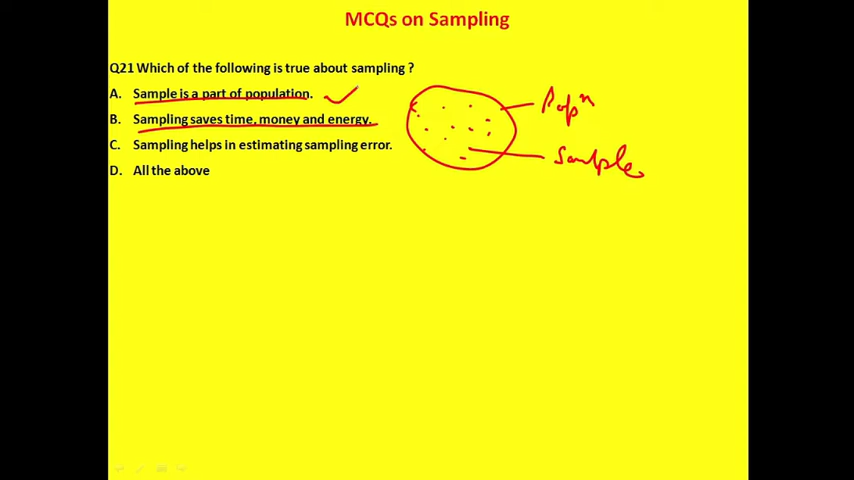 MCQs on Sampling
Q21 Which of the following is true about sampling ?
A. Sample is a part of population.
B. Sampling saves time, money and energy.
C. Sampling helps in estimating sampling error.
D. All the above
Popⁿ
Sample